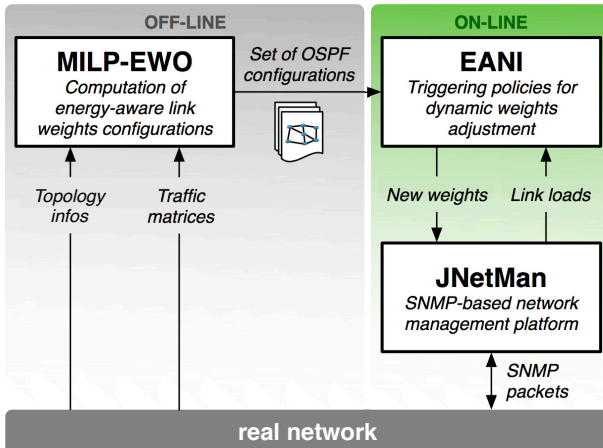 OFF-LINE
MILP-EWO
Computation of
energy-aware link
weights configurations
Set of OSPF
configurations
ON-LINE
EANI
Triggering policies for
dynamic weights
adjustment
Topology
infos
Traffic
matrices
New weights
Link loads
JNetMan
SNMP-based network
management platform
SNMP
packets
real network